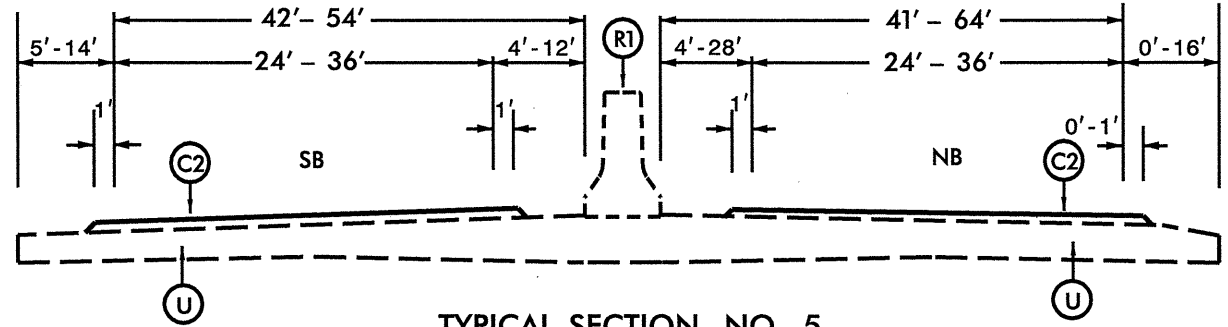 42'- 54'
41' - 64'
R1
5'-14'
4'-12'
4'-28'
0'-16'
24' - 36'
24' - 36'
1'
1'
1'
0'-1'
C2
SB
NB
C2
U
U
TYPICAL SECTION NO. 5